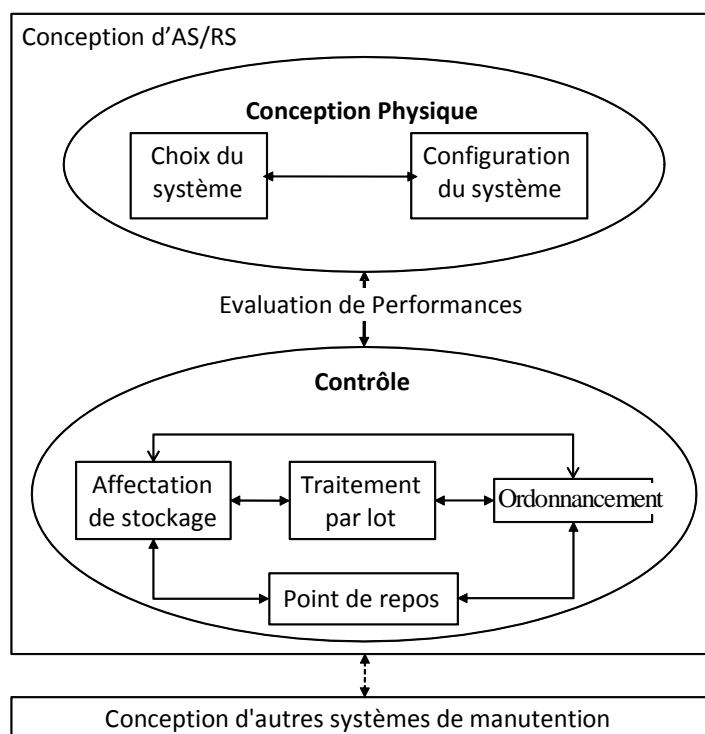 Conception d’AS/RS
Conception Physique
Choix du
système
Configuration
du système
Evaluation de Performances
Contrôle
Affectation
de stockage
Traitement
par lot
Ordonnancement
Point de repos
Conception d'autres systèmes de manutention